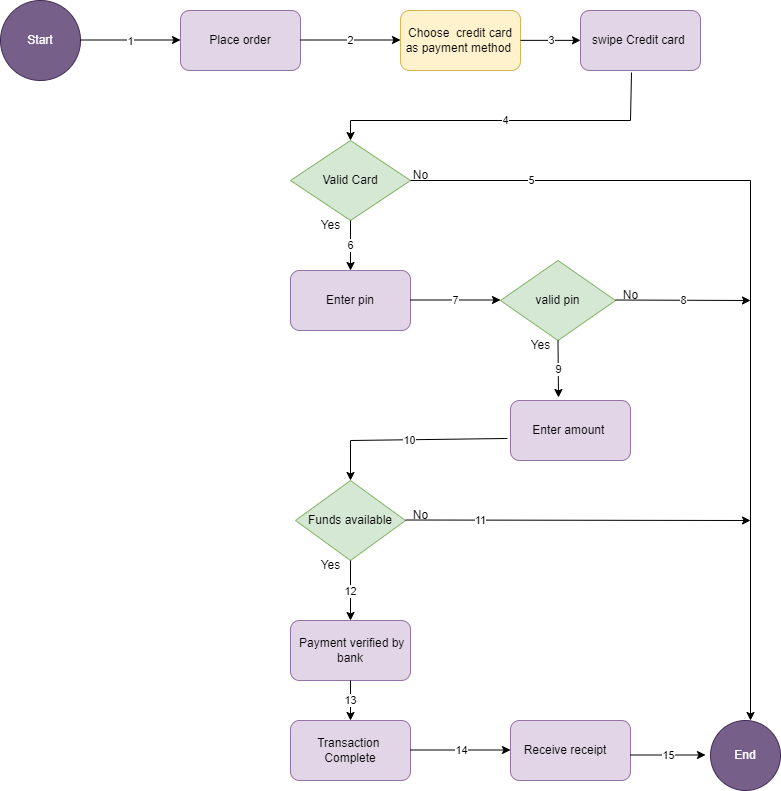 Start
1
Place order
2
Choose credit card
as payment method
3
swipe Credit card
4
Valid Card
No
5
Yes
6
Enter pin
7
valid pin
No
8
Yes
9
Enter amount
10
Funds available
No
11
Yes
12
Payment verified by
bank
13
Transaction
Complete
14
Receive receipt
15
End